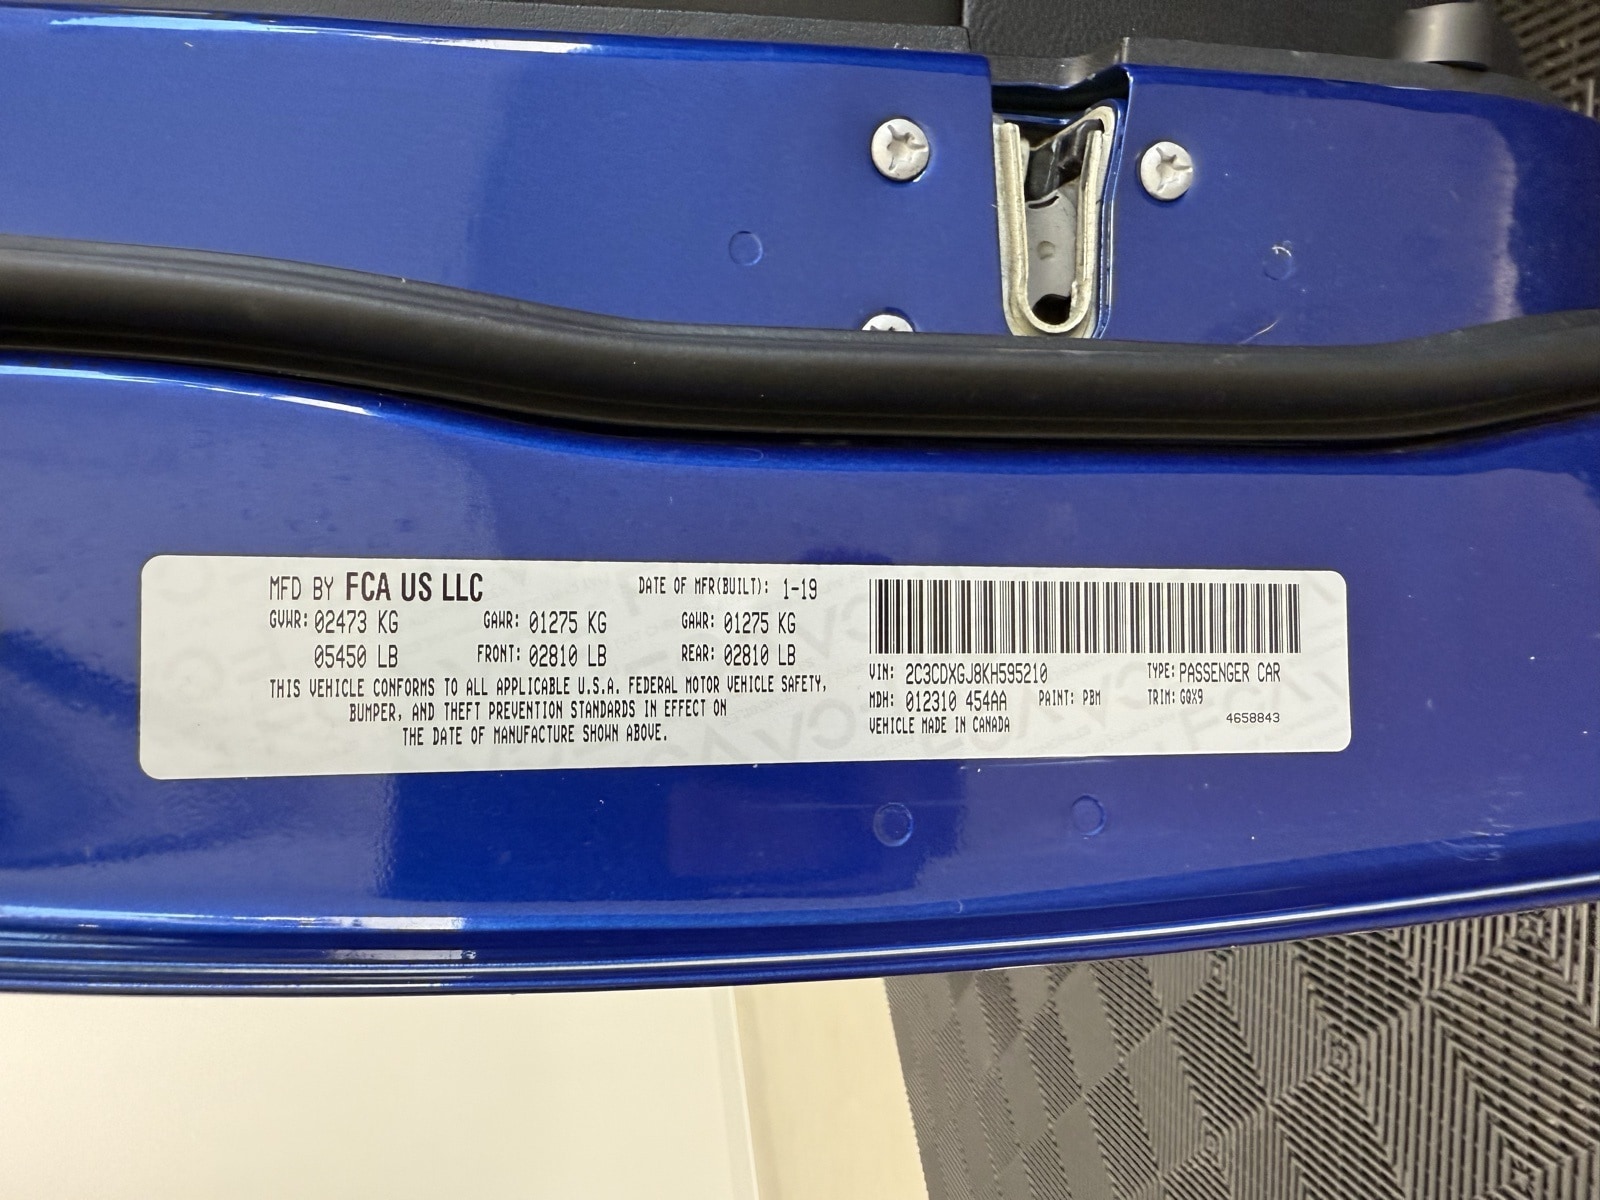 MFD BY FCA US LLC DATE OF MFR(BUILT): 1-19
GVWR: 02473 KG GAWR: 01275 KG GAWR: 01275 KG
05450 LB FRONT: 02810 LB REAR: 02810 LB
THIS VEHICLE CONFORMS TO ALL APPLICABLE U.S.A. FEDERAL MOTOR VEHICLE SAFETY,
BUMPER, AND THEFT PREVENTION STANDARDS IN EFFECT ON
THE DATE OF MANUFACTURE SHOWN ABOVE.
VIN: 2C3CDXGJ8KH595210 TYPE: PASSENGER CAR
MDH: 012310 454AA PAINT: PBM TRIM: GQX9
VEHICLE MADE IN CANADA 4658843